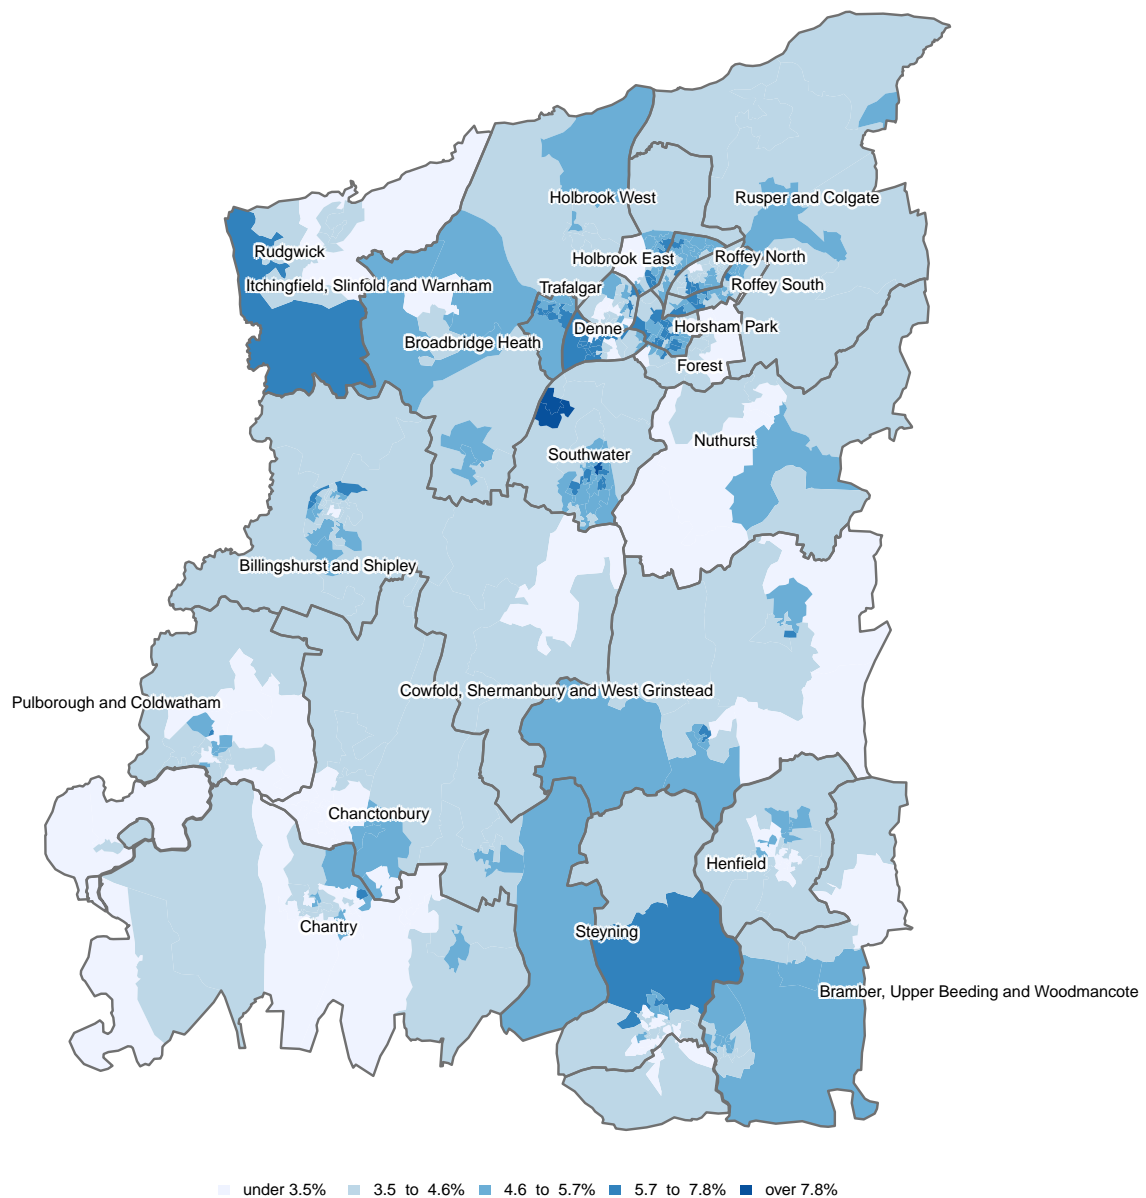 Holbrook West
Rusper and Colgate
Rudgwick
Holbrook East
Roffey North
Itchingfield, Slinfold and Warnham
Trafalgar
Roffey South
Denne
Horsham Park
Broadbridge Heath
Forest
Nuthurst
Southwater
Billingshurst and Shipley
Cowfold, Shermanbury and West Grinstead
Pulborough and Coldwatham
Chanctonbury
Henfield
Chantry
Steyning
Bramber, Upper Beeding and Woodmancote
under 3.5% 3.5 to 4.6% 4.6 to 5.7% 5.7 to 7.8% over 7.8%